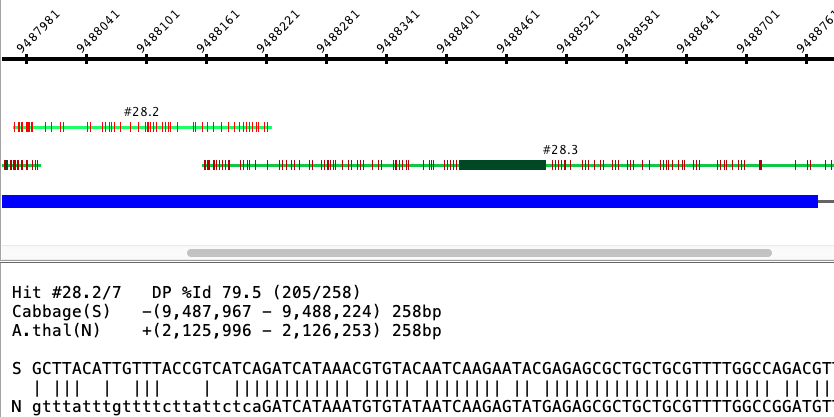 9487981 9488041 9488101 9488161 9488221 9488281 9488341 9488401 9488461 9488521 9488581 9488641 9488701 948876
#28.2
#28.3
Hit #28.2/7 DP %Id 79.5 (205/258)
Cabbage(S) -(9,487,967 - 9,488,224) 258bp
A.thal(N) +(2,125,996 - 2,126,253) 258bp
S GCTTACATTGTTTACCGTCATCAGATCATAAACGTGTACAATCAAGAATACGAGAGCGCTGCTGCGTTTTGGCCAGACGT
N gtttatttgttttcttattctcaGATCATAAATGTGTATAATCAAGAGTATGAGAGCGCTGCTGCGTTTTGGCCGGATGT